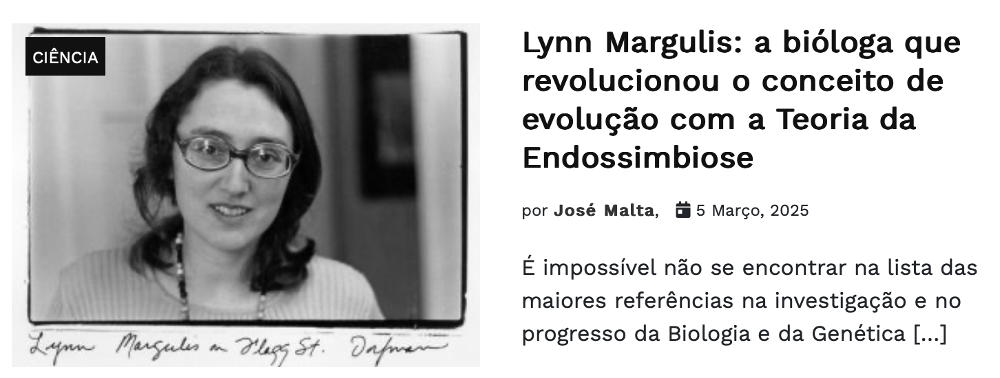 CIÊNCIA
Lynn Margulis on Flagg St. Dorfman
Lynn Margulis: a bióloga que
revolucionou o conceito de
evolução com a Teoria da
Endossimbiose
por José Malta, 5 Março, 2025
É impossível não se encontrar na lista das
maiores referências na investigação e no
progresso da Biologia e da Genética [...]